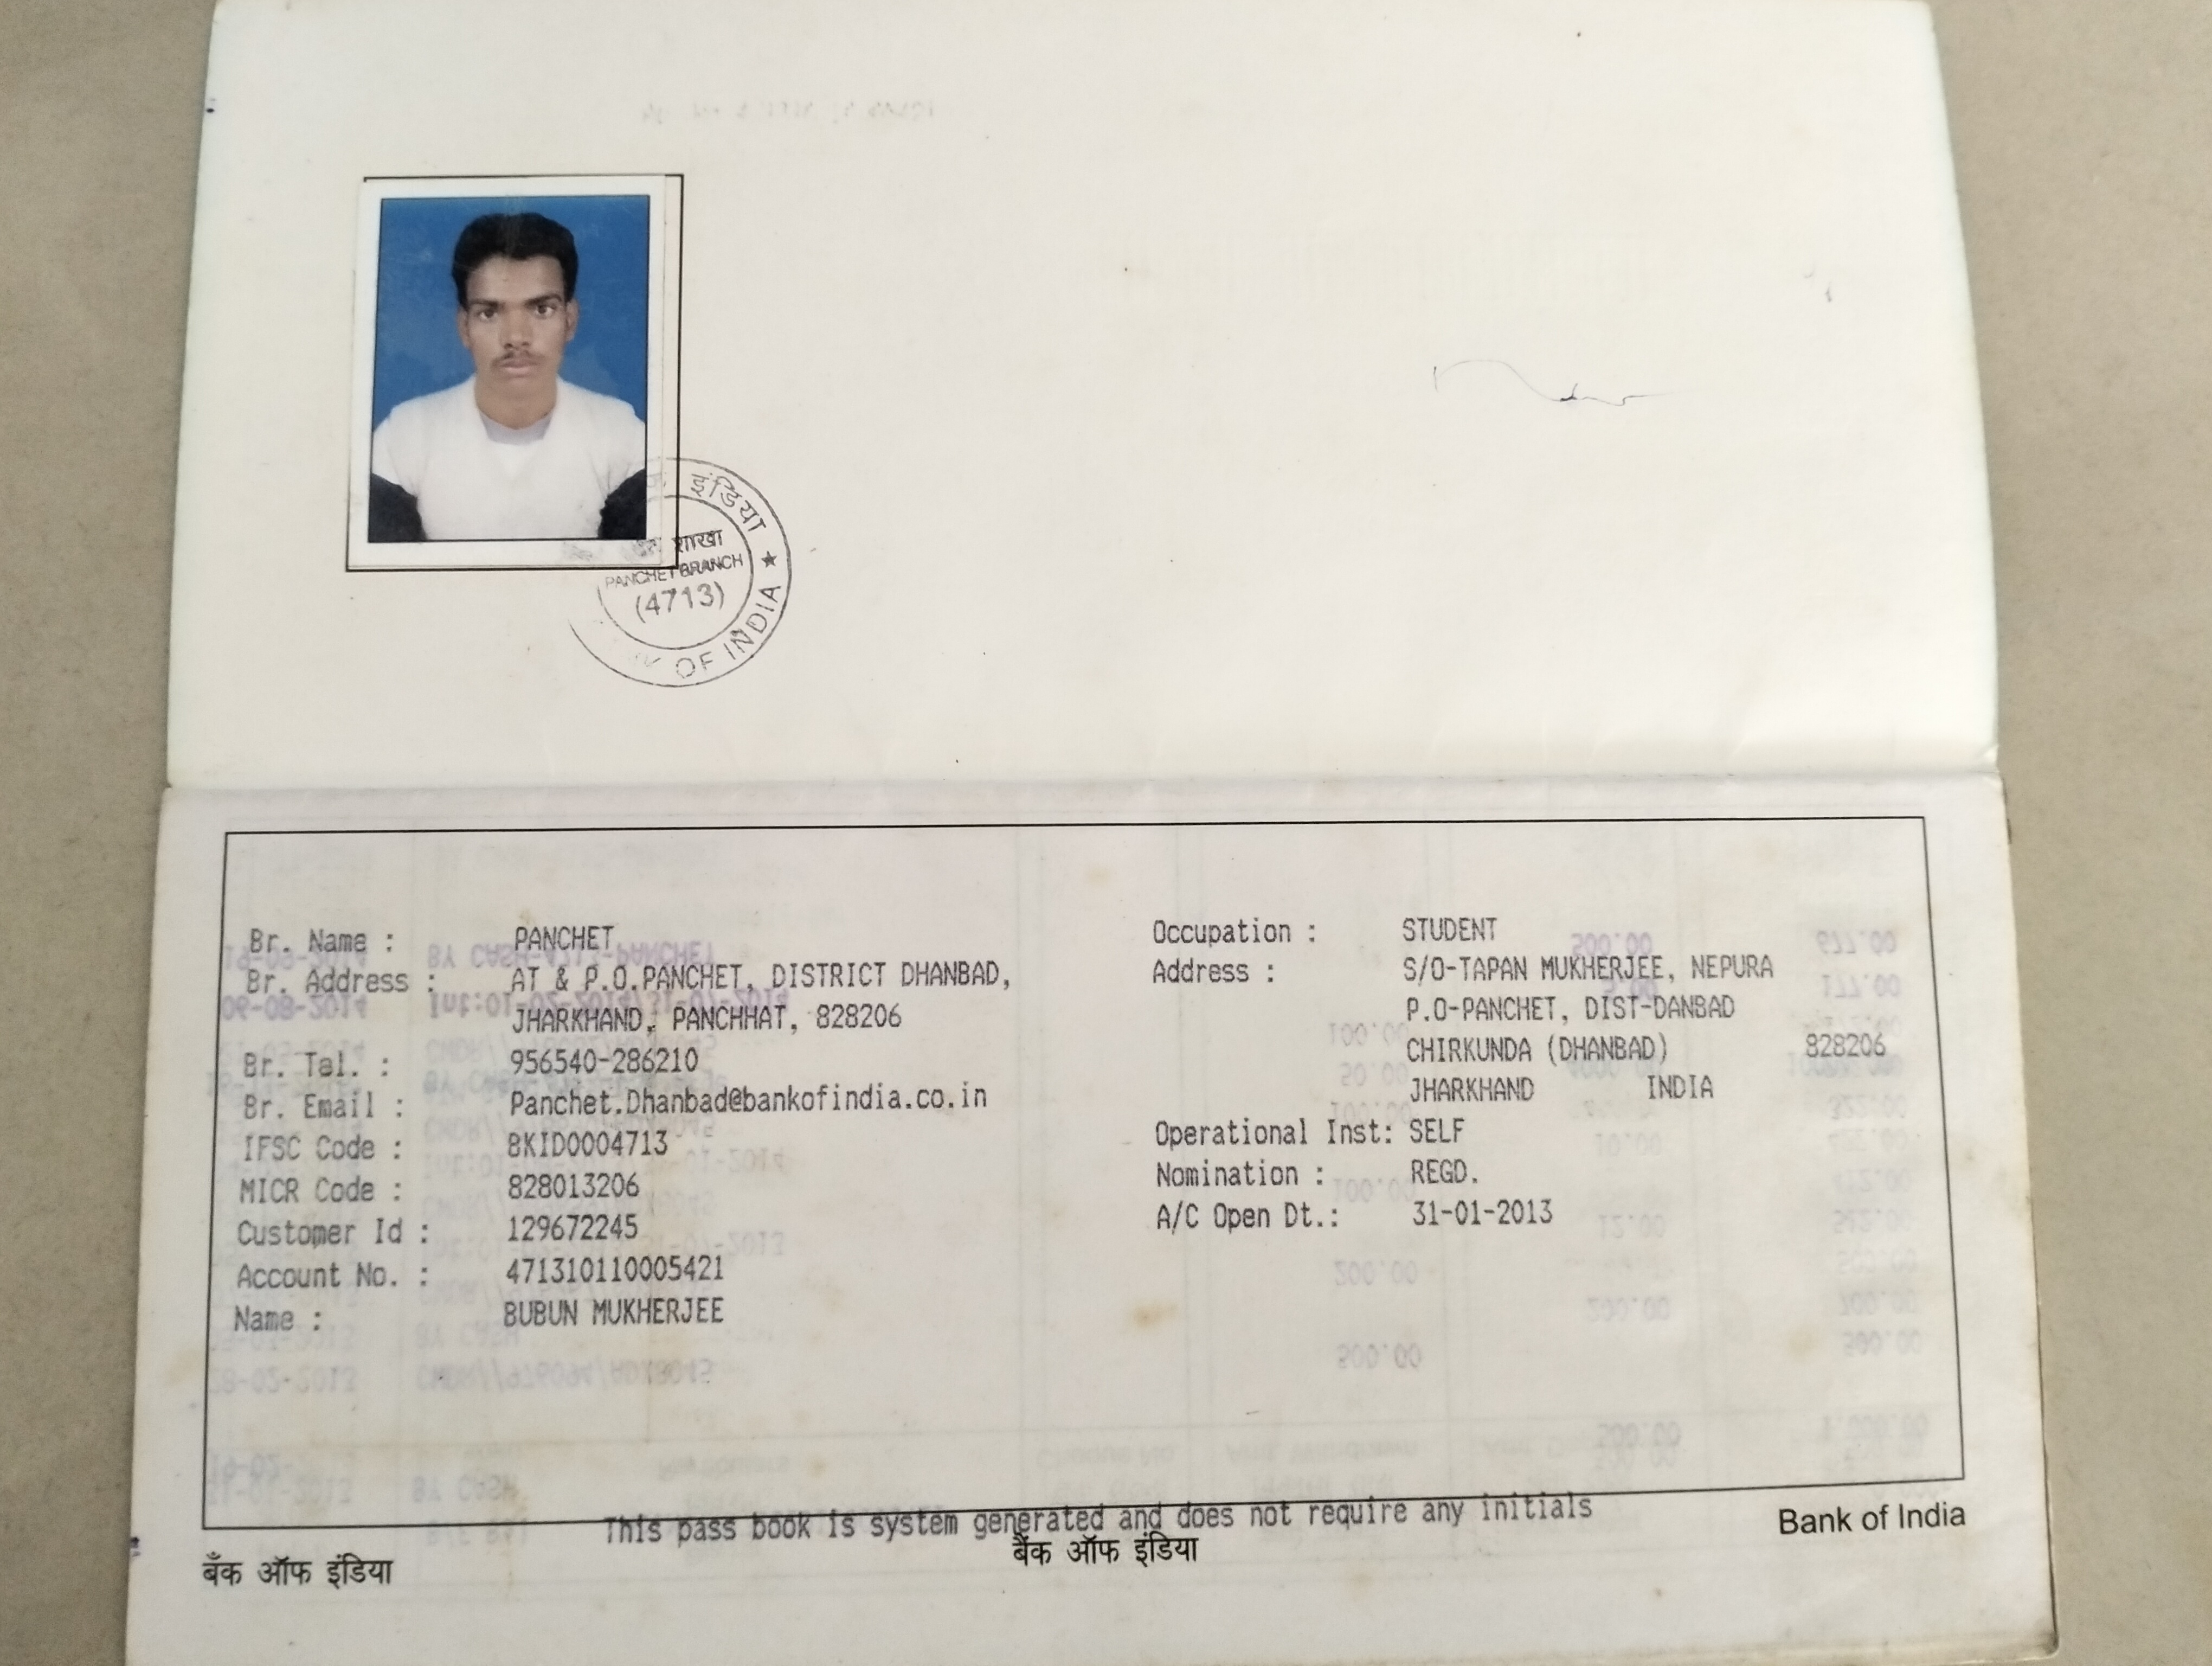 इंडिया
शाखा
PANCHET BRANCH
(4713)
OF INDIA
Br. Name : PANCHET
Br. Address : AT & P.O.PANCHET, DISTRICT DHANBAD,
JHARKHAND, PANCHHAT, 828206
Br. Tel. : 956540-286210
Br. Email : Panchet.Dhanbad@bankofindia.co.in
IFSC Code : BKID0004713
MICR Code : 828013206
Customer Id : 129672245
Account No. : 471310110005421
Name : BUBUN MUKHERJEE
Occupation : STUDENT
Address : S/O-TAPAN MUKHERJEE, NEPURA
P.O-PANCHET, DIST-DANBAD
CHIRKUNDA (DHANBAD) 828206
JHARKHAND INDIA
Operational Inst: SELF
Nomination : REGD.
A/C Open Dt.: 31-01-2013
This pass book is system generated and does not require any initials
बैंक ऑफ इंडिया
बैंक ऑफ इंडिया
Bank of India